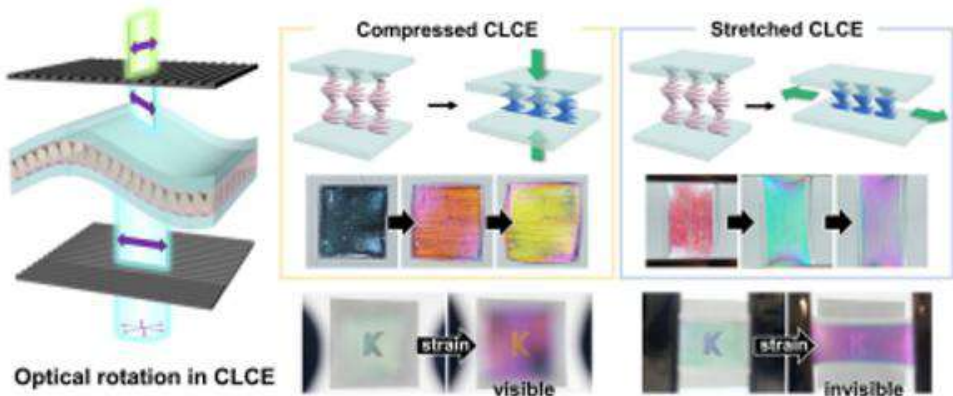 Compressed CLCE
Stretched CLCE
K
strain
K
visible
K
strain
K
invisible
Optical rotation in CLCE